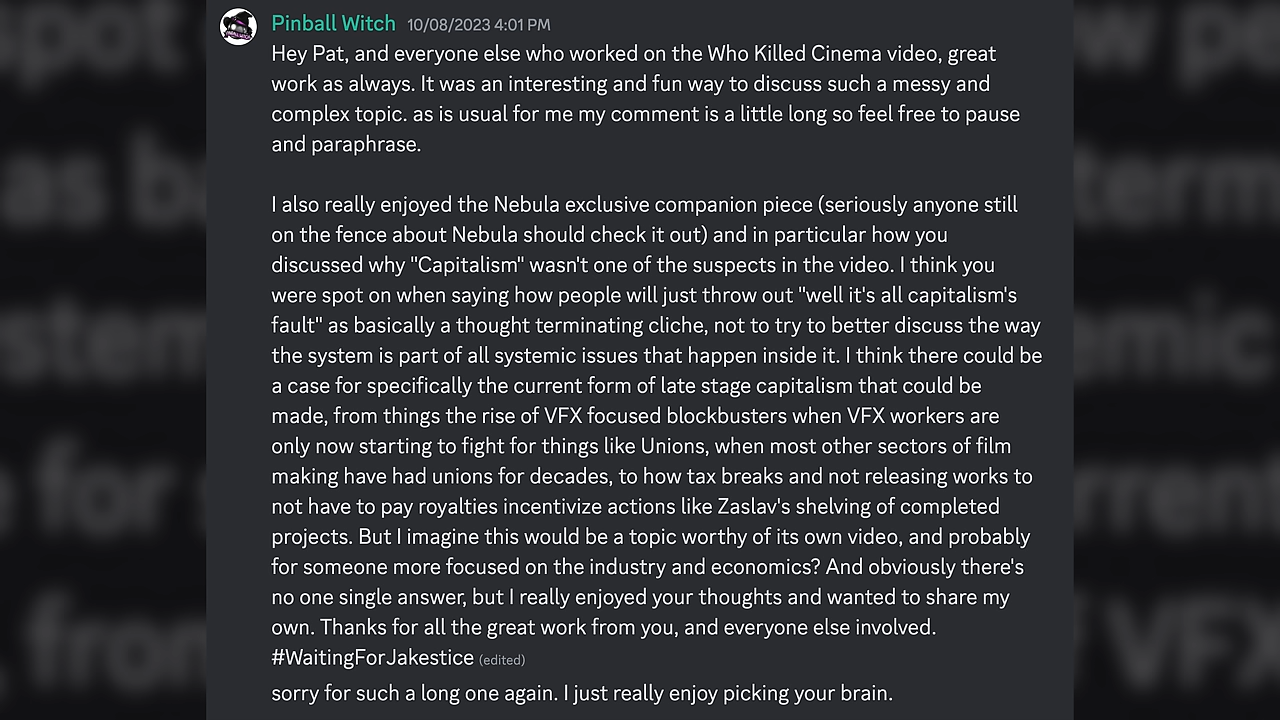 Pinball Witch 10/08/2023 4:01 PM
Hey Pat, and everyone else who worked on the Who Killed Cinema video, great
work as always. It was an interesting and fun way to discuss such a messy and
complex topic. as is usual for me my comment is a little long so feel free to pause
and paraphrase.
I also really enjoyed the Nebula exclusive companion piece (seriously anyone still
on the fence about Nebula should check it out) and in particular how you
discussed why "Capitalism" wasn't one of the suspects in the video. I think you
were spot on when saying how people will just throw out "well it's all capitalism's
fault" as basically a thought terminating cliche, not to try to better discuss the way
the system is part of all systemic issues that happen inside it. I think there could be
a case for specifically the current form of late stage capitalism that could be
made, from things the rise of VFX focused blockbusters when VFX workers are
only now starting to fight for things like Unions, when most other sectors of film
making have had unions for decades, to how tax breaks and not releasing works to
not have to pay royalties incentivize actions like Zaslav's shelving of completed
projects. But I imagine this would be a topic worthy of its own video, and probably
for someone more focused on the industry and economics? And obviously there's
no one single answer, but I really enjoyed your thoughts and wanted to share my
own. Thanks for all the great work from you, and everyone else involved.
#WaitingForJakestice (edited)
sorry for such a long one again. I just really enjoy picking your brain.